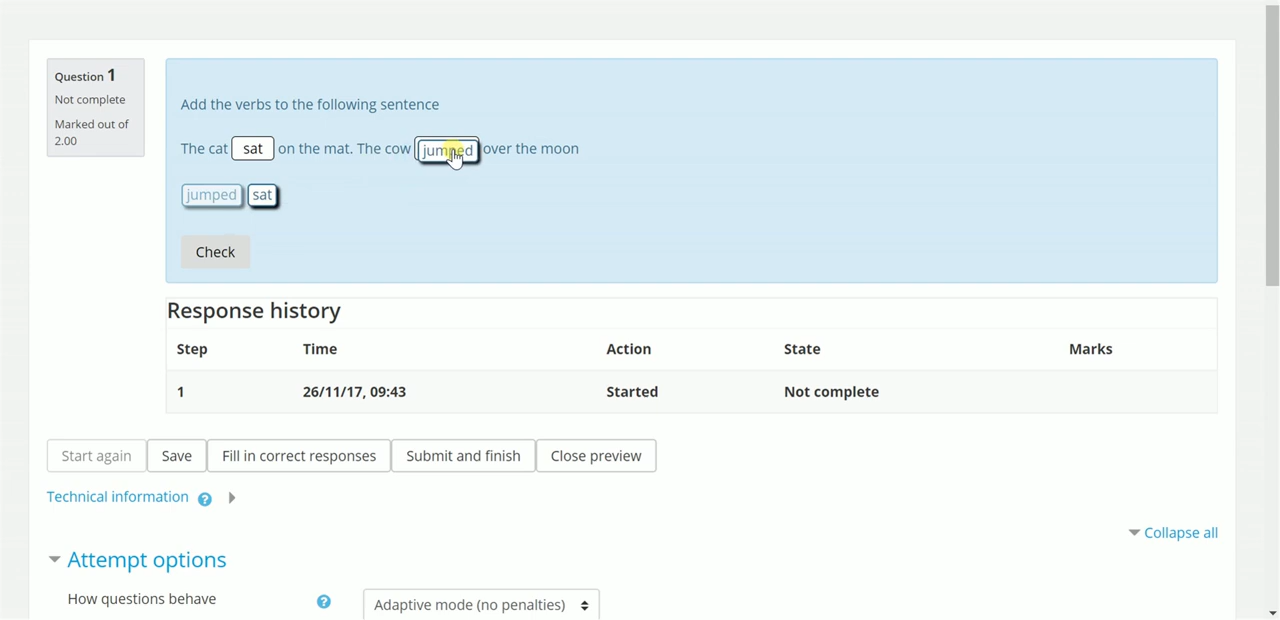 Question 1
Not complete
Marked out of
2.00
Add the verbs to the following sentence
The cat sat on the mat. The cow jumped over the moon
jumped sat
Check
Response history
Step Time Action State Marks
1 26/11/17, 09:43 Started Not complete
Start again Save Fill in correct responses Submit and finish Close preview
Technical information ?
Collapse all
Attempt options
How questions behave ? Adaptive mode (no penalties)